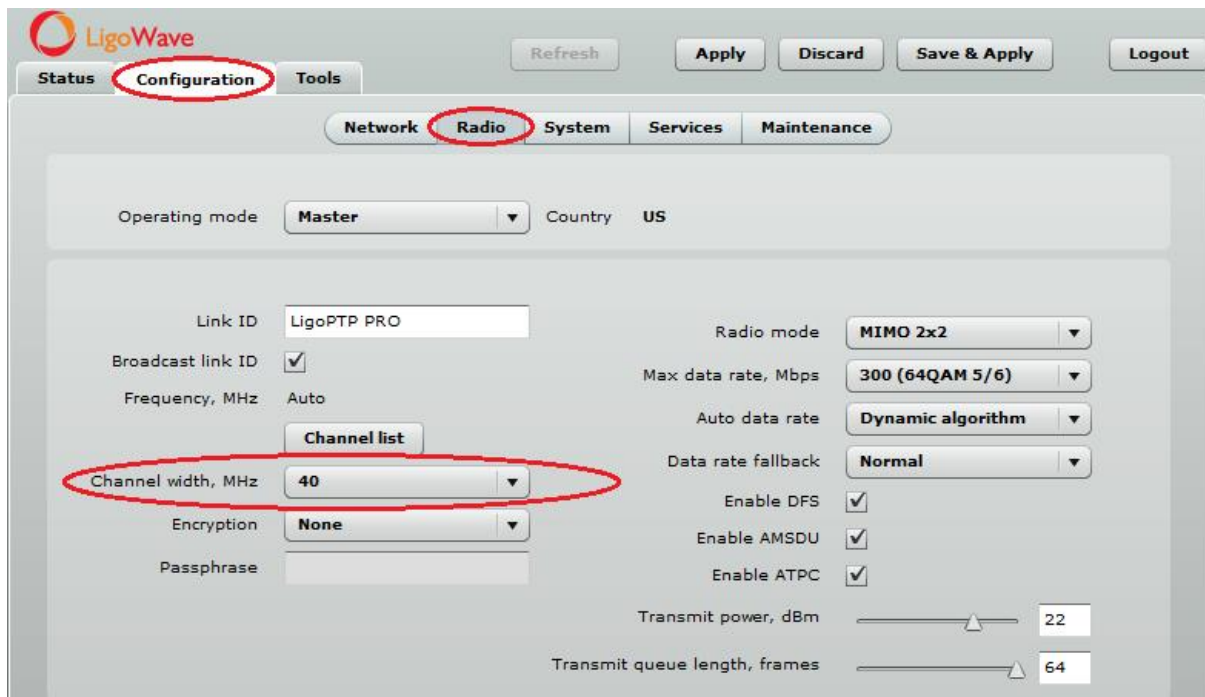 LigoWave
Refresh Apply Discard Save & Apply Logout
Status Configuration Tools
Network Radio System Services Maintenance
Operating mode Master Country US
Link ID LigoPTP PRO
Broadcast link ID
Frequency, MHz Auto
Channel list
Channel width, MHz 40
Encryption None
Passphrase
Radio mode MIMO 2x2
Max data rate, Mbps 300 (64QAM 5/6)
Auto data rate Dynamic algorithm
Data rate fallback Normal
Enable DFS
Enable AMSDU
Enable ATPC
Transmit power, dBm 22
Transmit queue length, frames 64